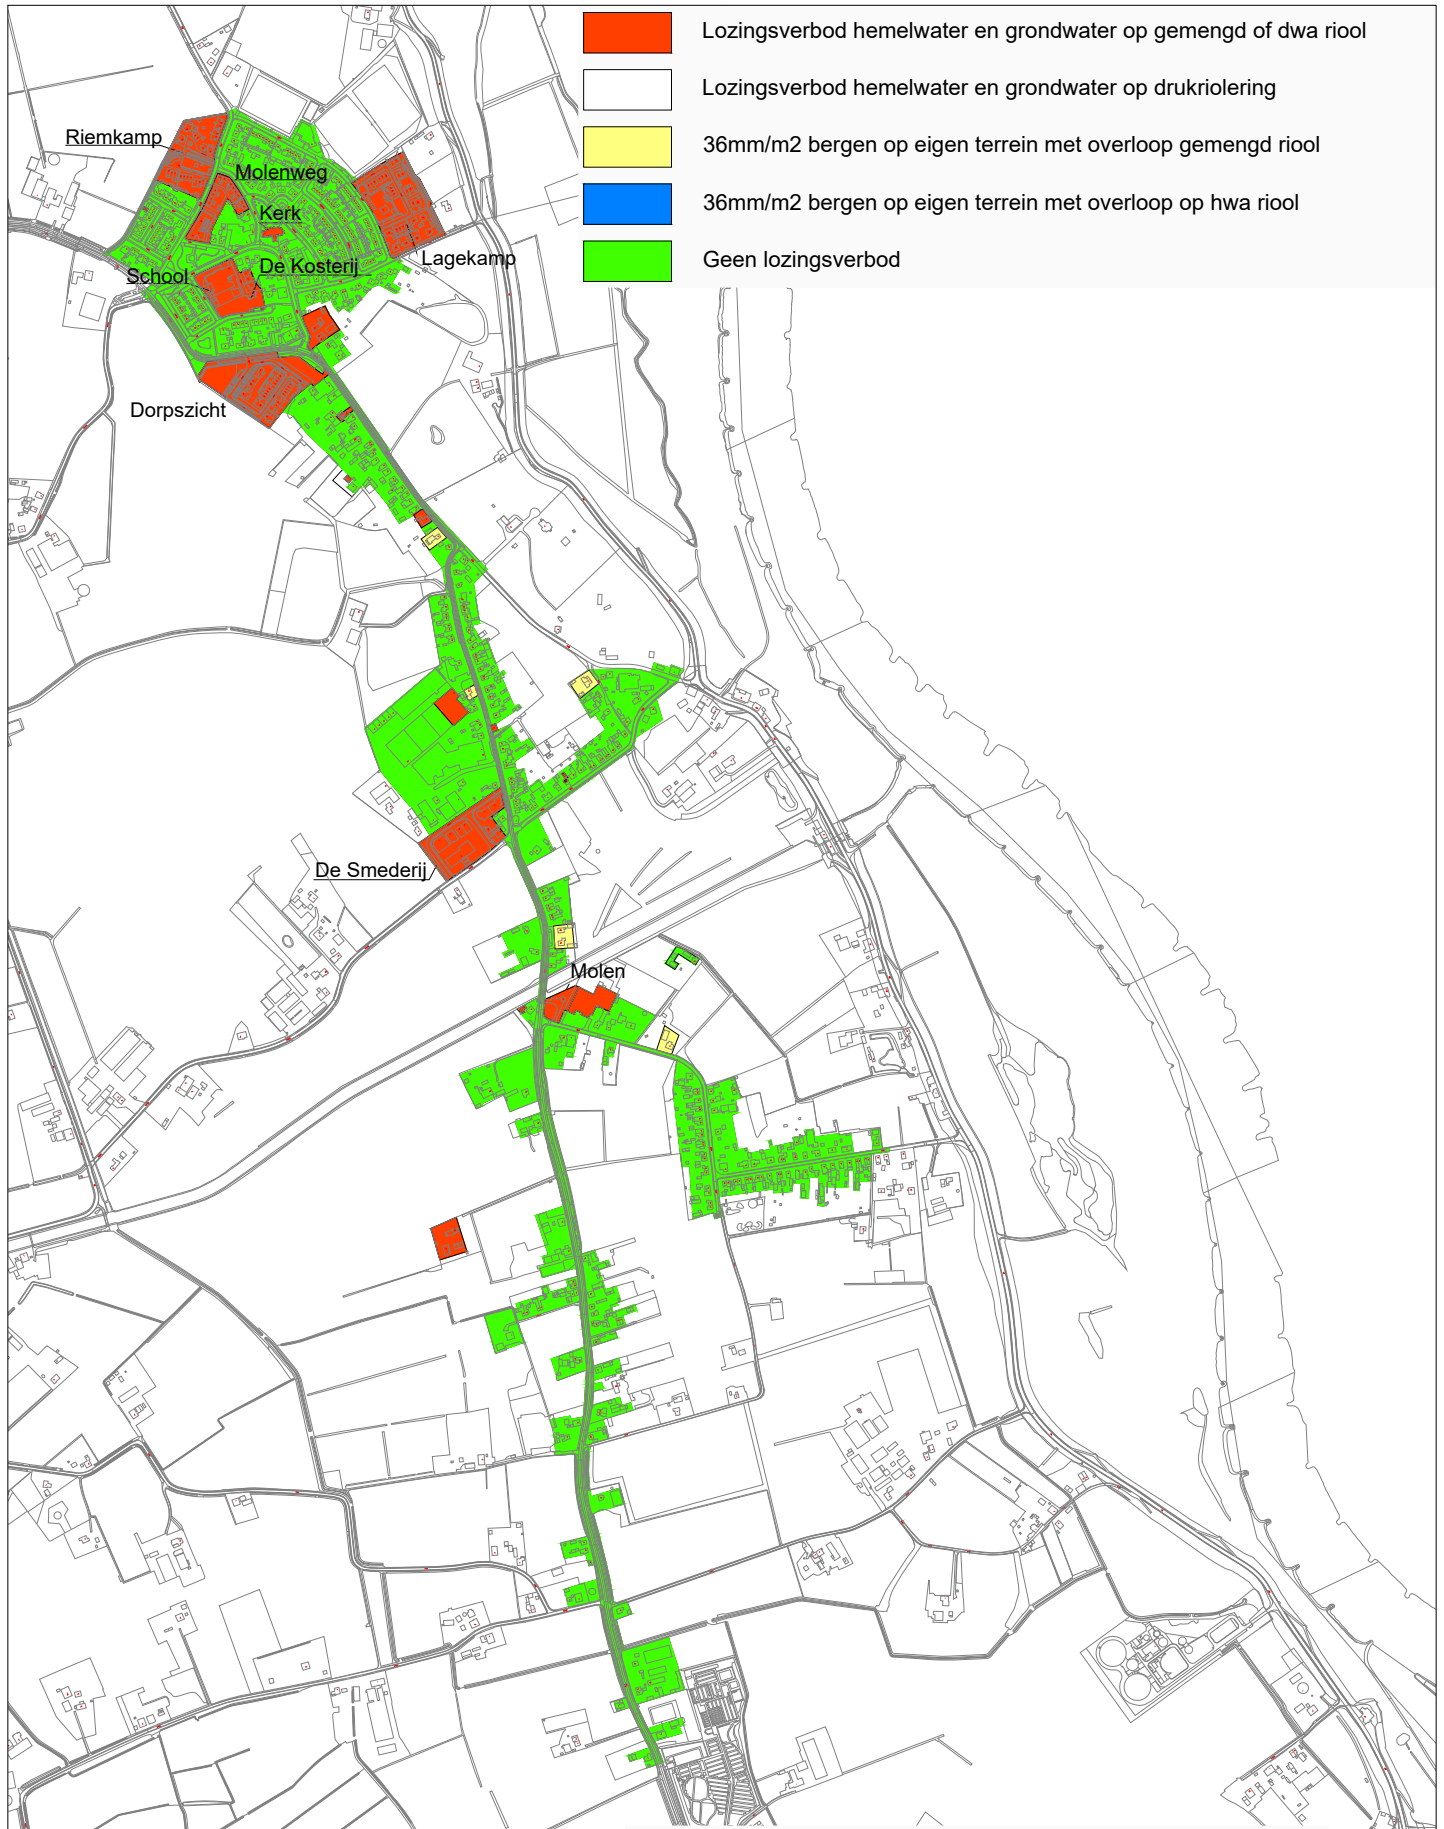 Lozingsverbod hemelwater en grondwater op gemengd of dwa riool
Lozingsverbod hemelwater en grondwater op drukriolering
36mm/m2 bergen op eigen terrein met overloop gemengd riool
36mm/m2 bergen op eigen terrein met overloop op hwa riool
Geen lozingsverbod
Riemkamp
Molenweg
Kerk
Lagekamp
De Kosterij
School
Dorpszicht
De Smederij
Molen